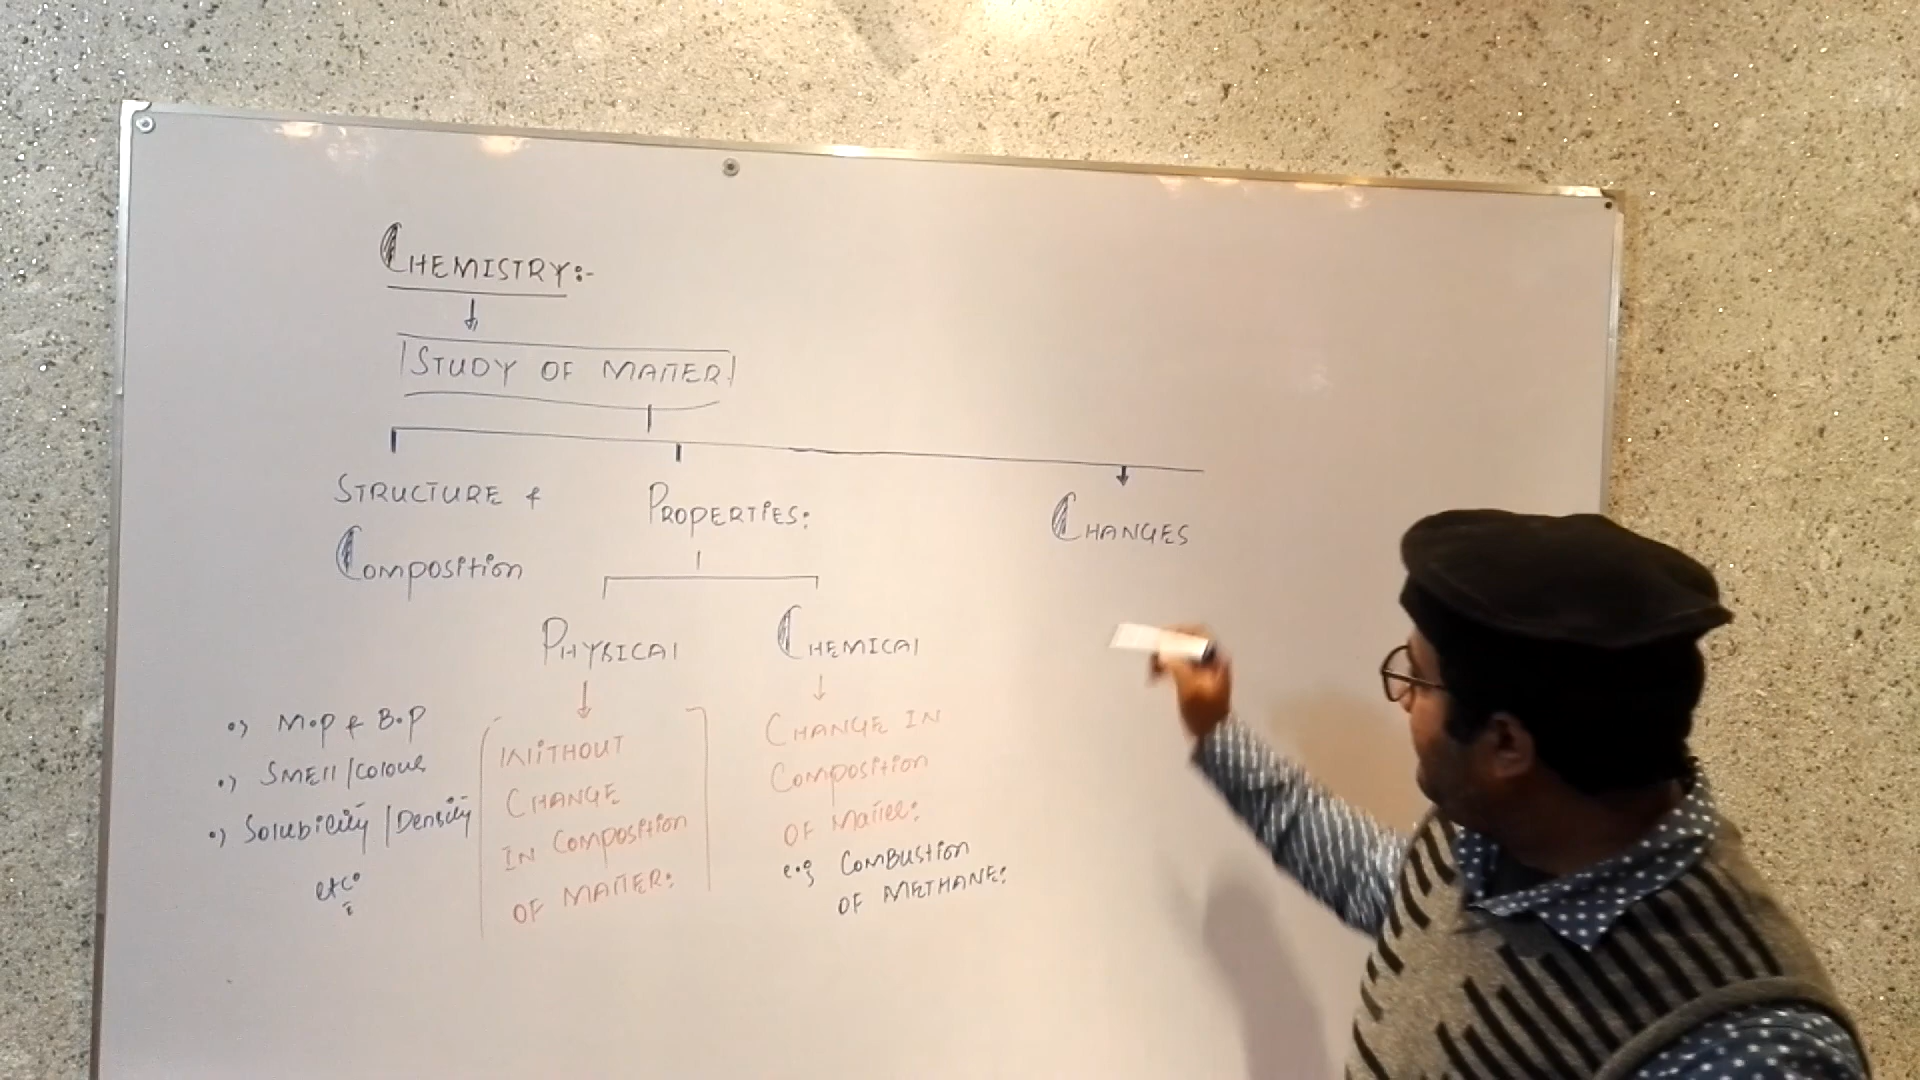 CHEMISTRY:-
STUDY OF MATTER
STRUCTURE &
COMPOSITION
PROPERTIES:
CHANGES
PHYSICAL
CHEMICAL
•) M.P & B.P
•) SMELL/COLOUR
•) Solubility/Density
etc.
WITHOUT
CHANGE
IN COMPOSITION
OF MATTER:
CHANGE IN
COMPOSITION
OF MATTER:
e.g COMBUSTION
OF METHANE: